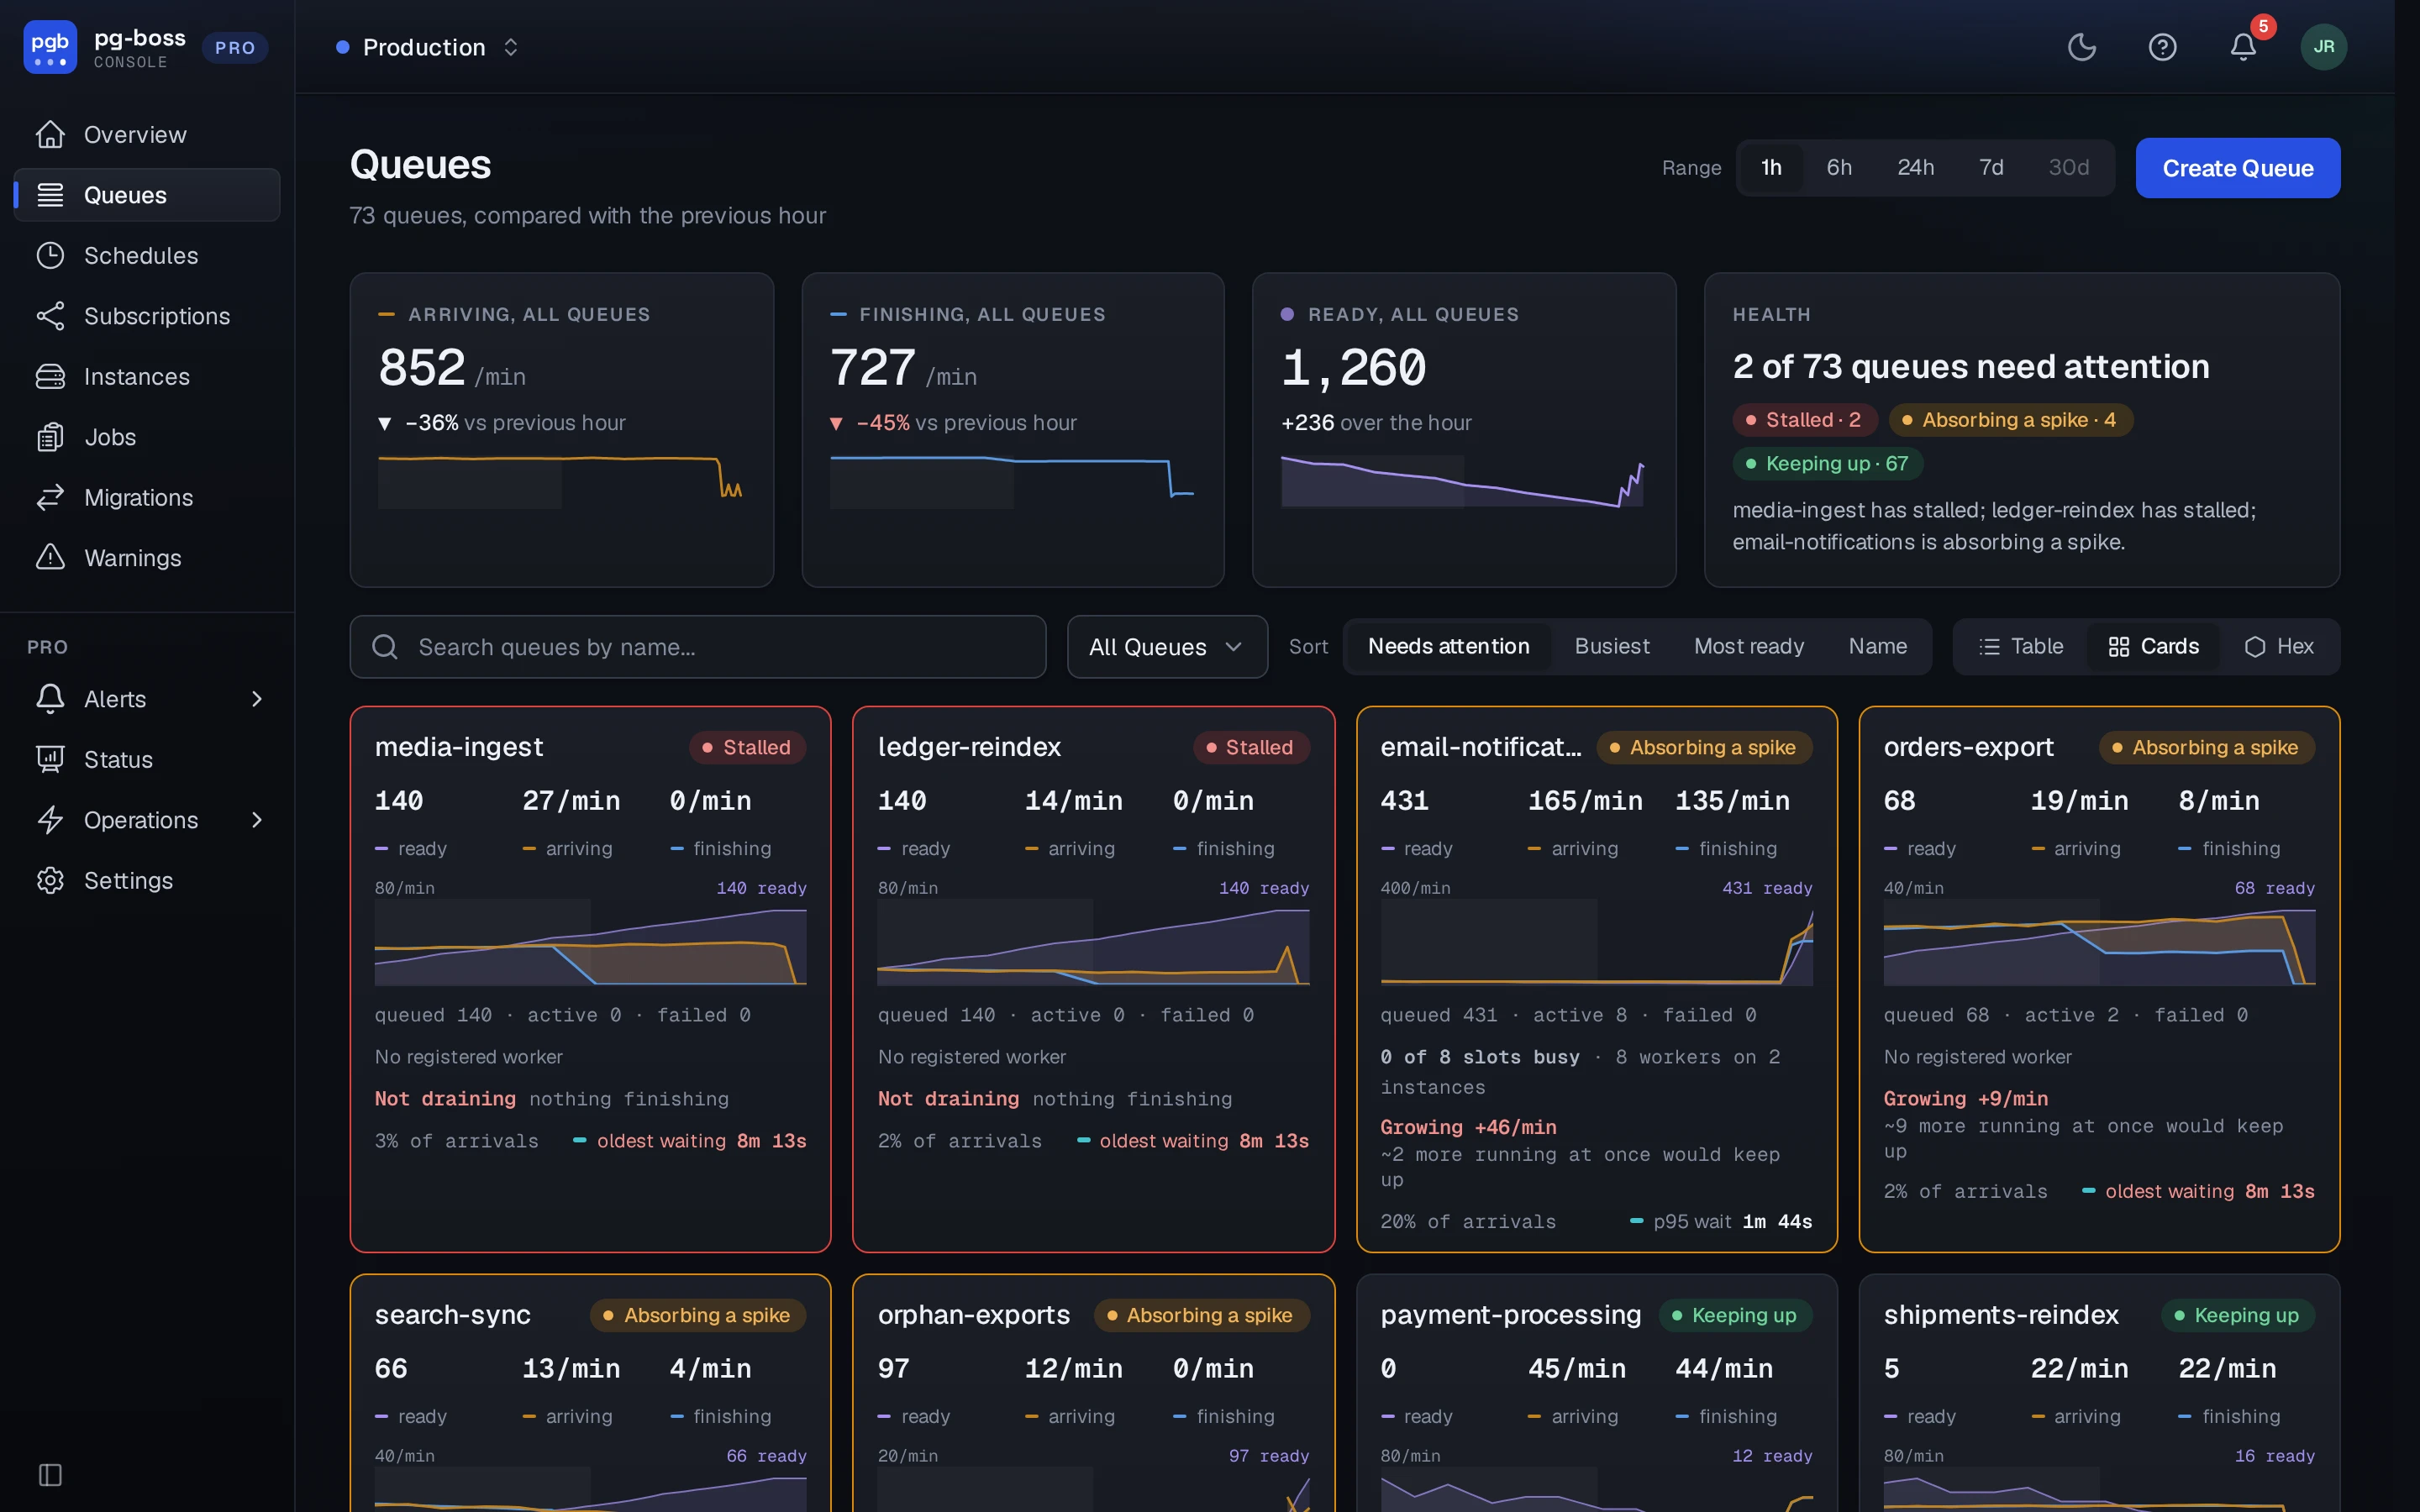 pgb
pg-boss
CONSOLE
PRO
Production
5
JR
Overview
Queues
Schedules
Subscriptions
Instances
Jobs
Migrations
Warnings
PRO
Alerts
Status
Operations
Settings
Queues
73 queues, compared with the previous hour
Range 1h 6h 24h 7d 30d
Create Queue
ARRIVING, ALL QUEUES
852 /min
▼ −36% vs previous hour
FINISHING, ALL QUEUES
727 /min
▼ −45% vs previous hour
READY, ALL QUEUES
1,260
+236 over the hour
HEALTH
2 of 73 queues need attention
Stalled · 2 Absorbing a spike · 4
Keeping up · 67
media-ingest has stalled; ledger-reindex has stalled;
email-notifications is absorbing a spike.
Search queues by name...
All Queues
Sort Needs attention Busiest Most ready Name
Table Cards Hex
media-ingest Stalled
140 27/min 0/min
ready arriving finishing
80/min 140 ready
queued 140 · active 0 · failed 0
No registered worker
Not draining nothing finishing
3% of arrivals oldest waiting 8m 13s
ledger-reindex Stalled
140 14/min 0/min
ready arriving finishing
80/min 140 ready
queued 140 · active 0 · failed 0
No registered worker
Not draining nothing finishing
2% of arrivals oldest waiting 8m 13s
email-notificat... Absorbing a spike
431 165/min 135/min
ready arriving finishing
400/min 431 ready
queued 431 · active 8 · failed 0
0 of 8 slots busy · 8 workers on 2
instances
Growing +46/min
~2 more running at once would keep
up
20% of arrivals p95 wait 1m 44s
orders-export Absorbing a spike
68 19/min 8/min
ready arriving finishing
40/min 68 ready
queued 68 · active 2 · failed 0
No registered worker
Growing +9/min
~9 more running at once would keep
up
2% of arrivals oldest waiting 8m 13s
search-sync Absorbing a spike
66 13/min 4/min
ready arriving finishing
40/min 66 ready
orphan-exports Absorbing a spike
97 12/min 0/min
ready arriving finishing
20/min 97 ready
payment-processing Keeping up
0 45/min 44/min
ready arriving finishing
80/min 12 ready
shipments-reindex Keeping up
5 22/min 22/min
ready arriving finishing
80/min 16 ready